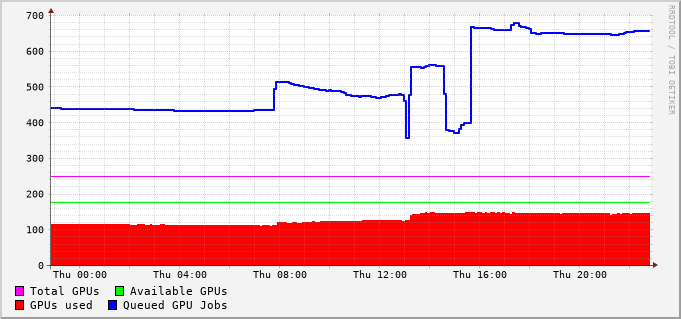 700
600
500
400
300
200
100
0
Thu 00:00 Thu 04:00 Thu 08:00 Thu 12:00 Thu 16:00 Thu 20:00
Total GPUs Available GPUs
GPUs used Queued GPU Jobs
RRDTOOL / TOBI OETIKER